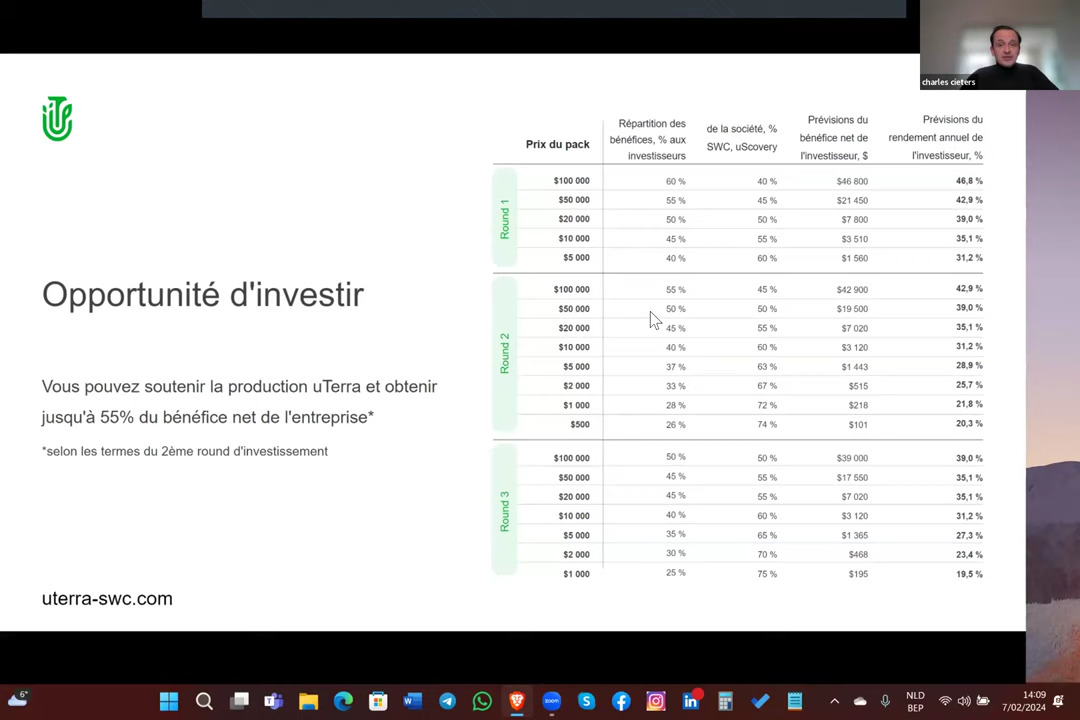 charles cieters
Opportunité d'investir
Vous pouvez soutenir la production uTerra et obtenir
jusqu'à 55% du bénéfice net de l'entreprise*
*selon les termes du 2ème round d'investissement
uterra-swc.com
Prix du pack
Répartition des
bénéfices, % aux
investisseurs
de la société, %
SWC, uScovery
Prévisions du
bénéfice net de
l'investisseur, $
Prévisions du
rendement annuel de
l'investisseur, %
Round 1
$100 000 60 % 40 % $46 800 46,8 %
$50 000 55 % 45 % $21 450 42,9 %
$20 000 50 % 50 % $7 800 39,0 %
$10 000 45 % 55 % $3 510 35,1 %
$5 000 40 % 60 % $1 560 31,2 %
Round 2
$100 000 55 % 45 % $42 900 42,9 %
$50 000 50 % 50 % $19 500 39,0 %
$20 000 45 % 55 % $7 020 35,1 %
$10 000 40 % 60 % $3 120 31,2 %
$5 000 37 % 63 % $1 443 28,9 %
$2 000 33 % 67 % $515 25,7 %
$1 000 28 % 72 % $218 21,8 %
$500 26 % 74 % $101 20,3 %
Round 3
$100 000 50 % 50 % $39 000 39,0 %
$50 000 45 % 55 % $17 550 35,1 %
$20 000 45 % 55 % $7 020 35,1 %
$10 000 40 % 60 % $3 120 31,2 %
$5 000 35 % 65 % $1 365 27,3 %
$2 000 30 % 70 % $468 23,4 %
$1 000 25 % 75 % $195 19,5 %
6°
zoom
NLD
BEP
14:09
7/02/2024